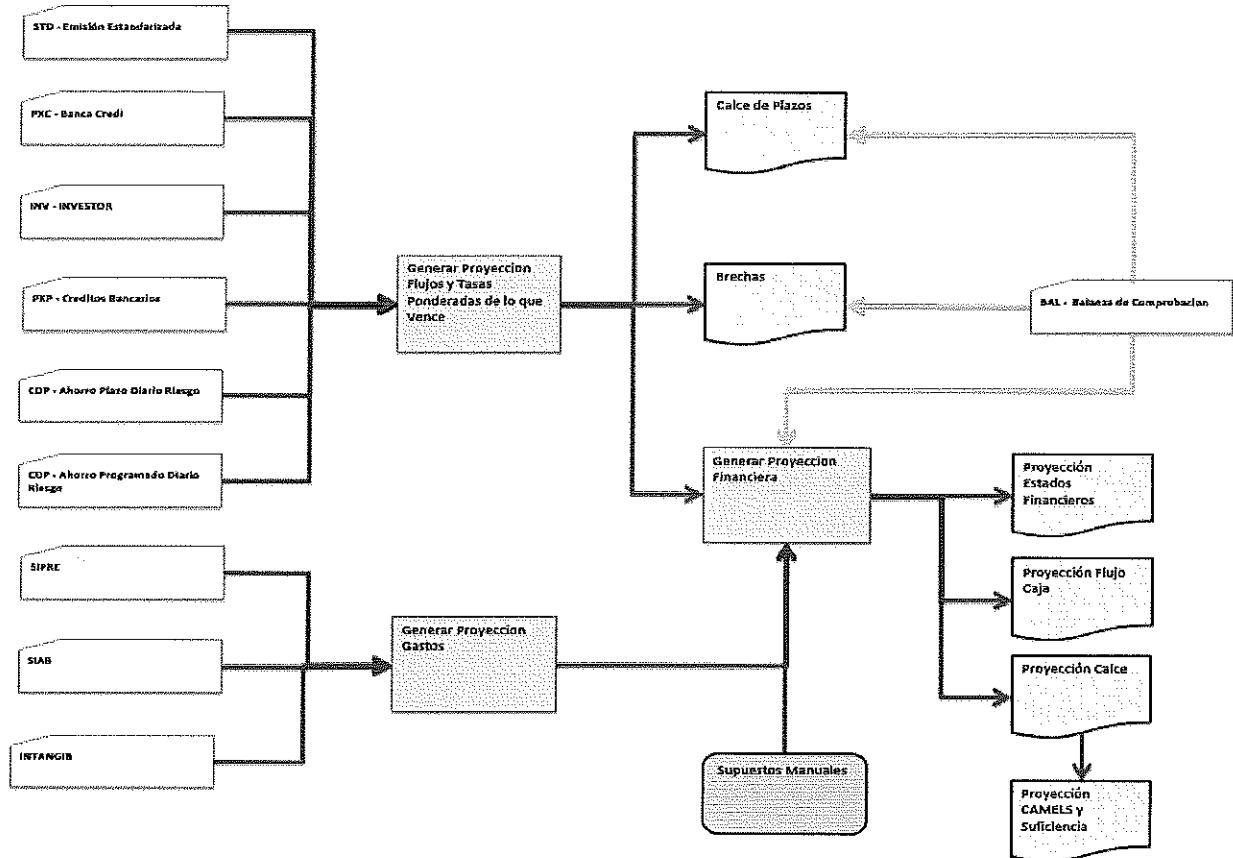 STD - Emisión Estandarizada
PXC - Banca Credi
INV - INVESTOR
PXP - Creditos Bancarios
CDP - Ahorro Plazo Diario Riesgo
CDP - Ahorro Programado Diario
Riesgo
SIPRE
SIAB
INTANGIB
Generar Proyeccion
Flujos y Tasas
Ponderadas de lo que
Vence
Generar Proyeccion
Gastos
Calce de Plazos
Brechas
BAL - Balanza de Comprobacion
Generar Proyeccion
Financiera
Supuestos Manuales
Proyección
Estados
Financieros
Proyección Flujo
Caja
Proyección Calce
Proyección
CAMELS y
Suficiencia